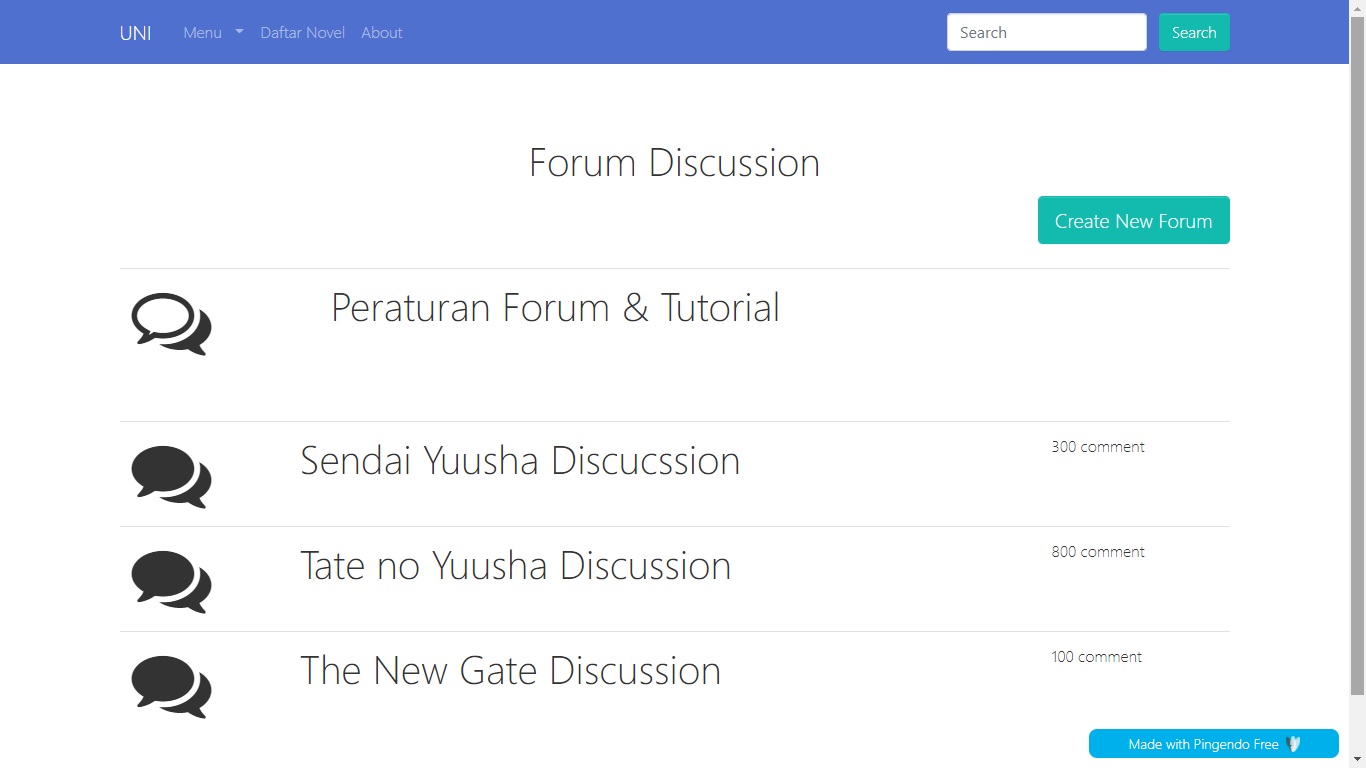 UNI Menu Daftar Novel About Search Search
Forum Discussion
Create New Forum
Peraturan Forum & Tutorial
Sendai Yuusha Discucssion 300 comment
Tate no Yuusha Discussion 800 comment
The New Gate Discussion 100 comment
Made with Pingendo Free